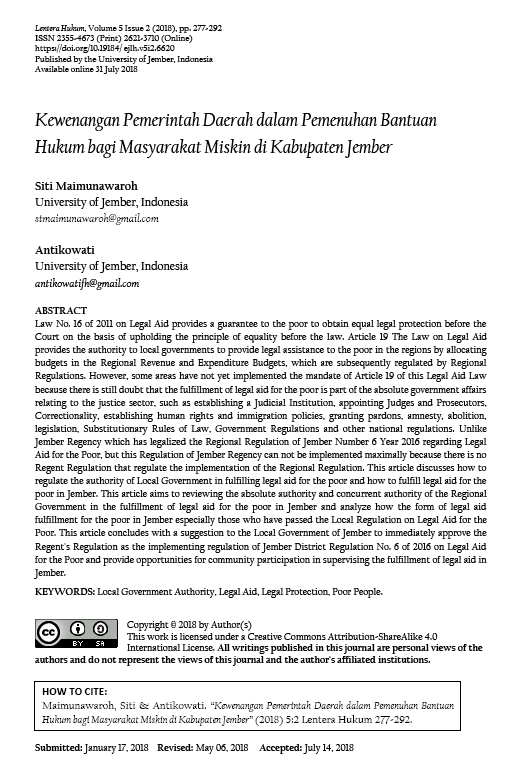 Lentera Hukum, Volume 5 Issue 2 (2018), pp. 277-292
ISSN 2355-4673 (Print) 2621-3710 (Online)
https://doi.org/10.19184/ ejlh.v5i2.6620
Published by the University of Jember, Indonesia
Available online 31 July 2018
Kewenangan Pemerintah Daerah dalam Pemenuhan Bantuan
Hukum bagi Masyarakat Miskin di Kabupaten Jember
Siti Maimunawaroh
University of Jember, Indonesia
stmaimunawaroh@gmail.com
Antikowati
University of Jember, Indonesia
antikowatifh@gmail.com
ABSTRACT
Law No. 16 of 2011 on Legal Aid provides a guarantee to the poor to obtain equal legal protection before the
Court on the basis of upholding the principle of equality before the law. Article 19 The Law on Legal Aid
provides the authority to local governments to provide legal assistance to the poor in the regions by allocating
budgets in the Regional Revenue and Expenditure Budgets, which are subsequently regulated by Regional
Regulations. However, some areas have not yet implemented the mandate of Article 19 of this Legal Aid Law
because there is still doubt that the fulfillment of legal aid for the poor is part of the absolute government affairs
relating to the justice sector, such as establishing a Judicial Institution, appointing Judges and Prosecutors,
Correctionality, establishing human rights and immigration policies, granting pardons, amnesty, abolition,
legislation, Substitutionary Rules of Law, Government Regulations and other national regulations. Unlike
Jember Regency which has legalized the Regional Regulation of Jember Number 6 Year 2016 regarding Legal
Aid for the Poor, but this Regulation of Jember Regency can not be implemented maximally because there is no
Regent Regulation that regulate the implementation of the Regional Regulation. This article discusses how to
regulate the authority of Local Government in fulfilling legal aid for the poor and how to fulfill legal aid for the
poor in Jember. This article aims to reviewing the absolute authority and concurrent authority of the Regional
Government in the fulfillment of legal aid for the poor in Jember and analyze how the form of legal aid
fulfillment for the poor in Jember especially those who have passed the Local Regulation on Legal Aid for the
Poor. This article concludes with a suggestion to the Local Government of Jember to immediately approve the
Regent's Regulation as the implementing regulation of Jember District Regulation No. 6 of 2016 on Legal Aid
for the Poor and provide opportunities for community participation in supervising the fulfillment of legal aid in
Jember.
KEYWORDS: Local Government Authority, Legal Aid, Legal Protection, Poor People.
cc BY SA
Copyright © 2018 by Author(s)
This work is licensed under a Creative Commons Attribution-ShareAlike 4.0
International License. All writings published in this journal are personal views of the
authors and do not represent the views of this journal and the author's affiliated institutions.
HOW TO CITE:
Maimunawaroh, Siti & Antikowati. "Kewenangan Pemerintah Daerah dalam Pemenuhan Bantuan
Hukum bagi Masyarakat Miskin di Kabupaten Jember" (2018) 5:2 Lentera Hukum 277-292.
Submitted: January 17, 2018 Revised: May 06, 2018 Accepted: July 14, 2018